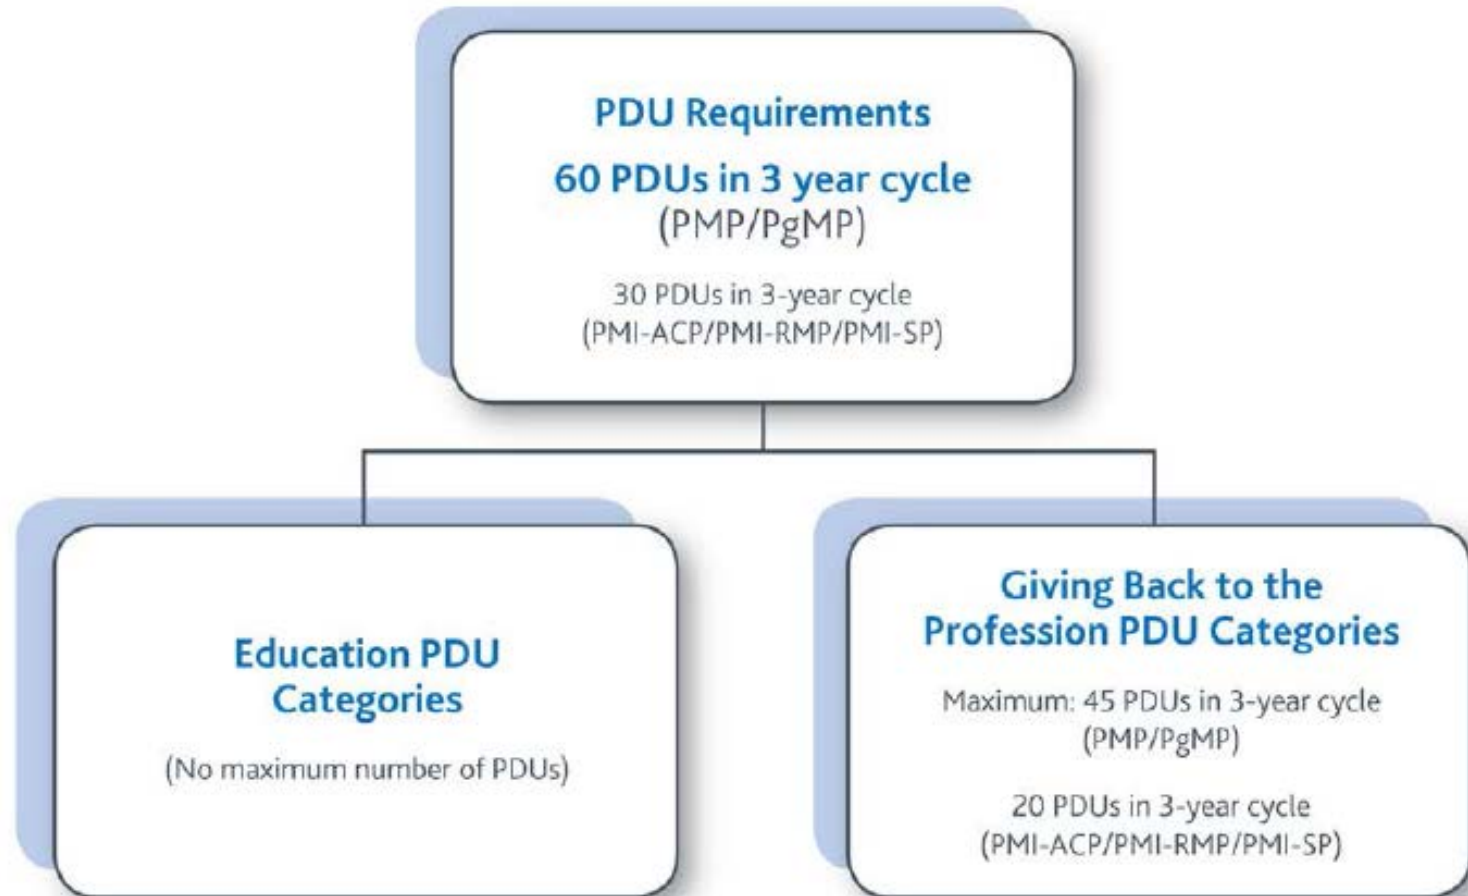 PDU Requirements
60 PDUs in 3 year cycle
(PMP/PgMP)
30 PDUs in 3-year cycle
(PMI-ACP/PMI-RMP/PMI-SP)
Education PDU
Categories
(No maximum number of PDUs)
Giving Back to the
Profession PDU Categories
Maximum: 45 PDUs in 3-year cycle
(PMP/PgMP)
20 PDUs in 3-year cycle
(PMI-ACP/PMI-RMP/PMI-SP)